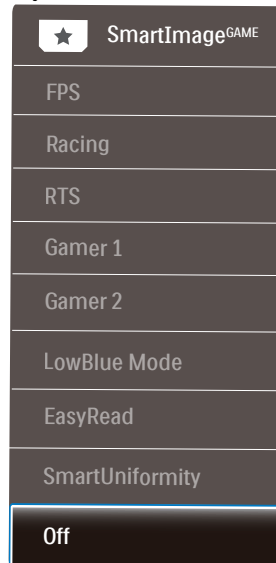 SmartImageGAME
FPS
Racing
RTS
Gamer 1
Gamer 2
LowBlue Mode
EasyRead
SmartUniformity
Off